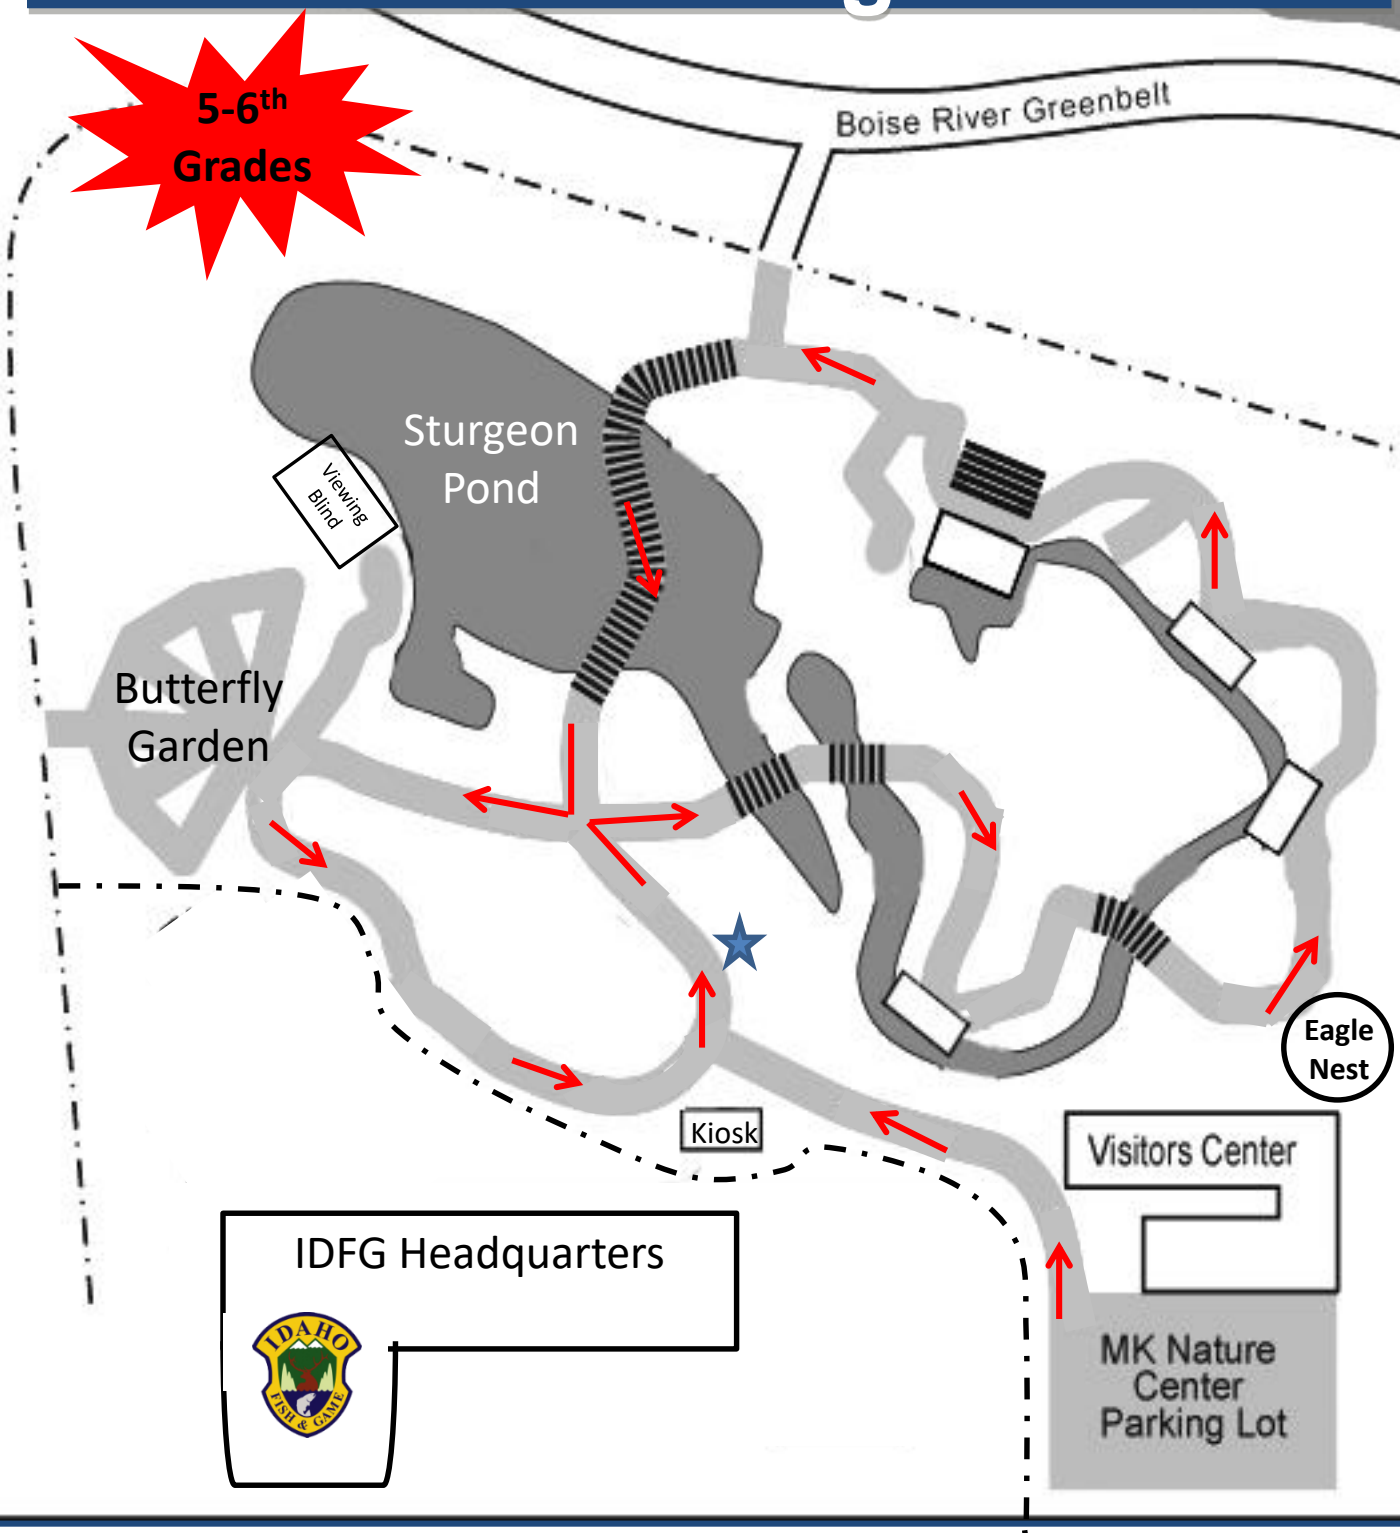 5-6th
Grades
Boise River Greenbelt
Sturgeon
Pond
Viewing
Blind
Butterfly
Garden
Eagle
Nest
Kiosk
Visitors Center
IDFG Headquarters
IDAHO
FISH & GAME
MK Nature
Center
Parking Lot